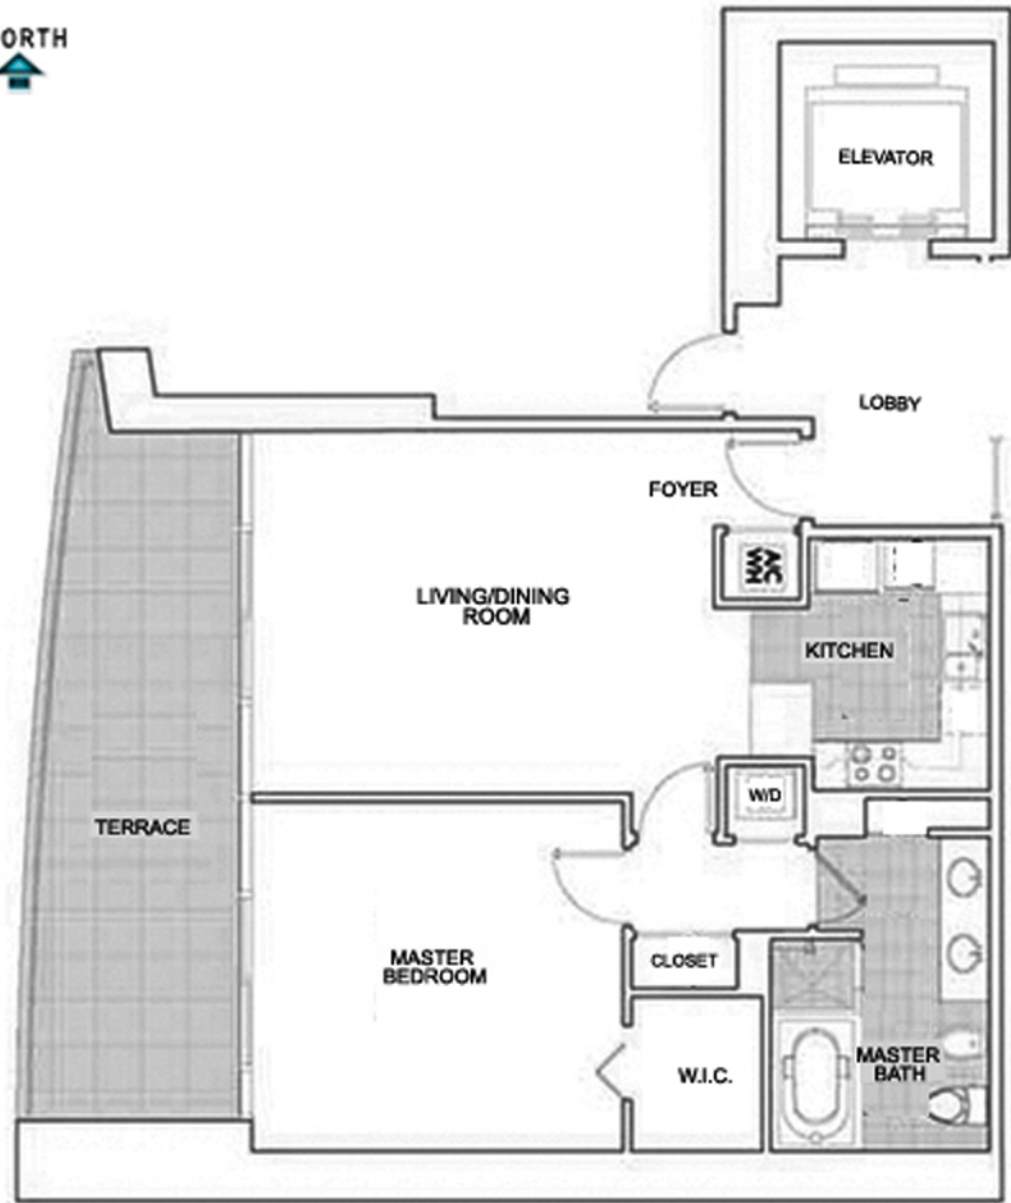 ORTH
ELEVATOR
LOBBY
FOYER
A/C
WH
LIVING/DINING
ROOM
KITCHEN
W/D
TERRACE
MASTER
BEDROOM
CLOSET
MASTER
BATH
W.I.C.